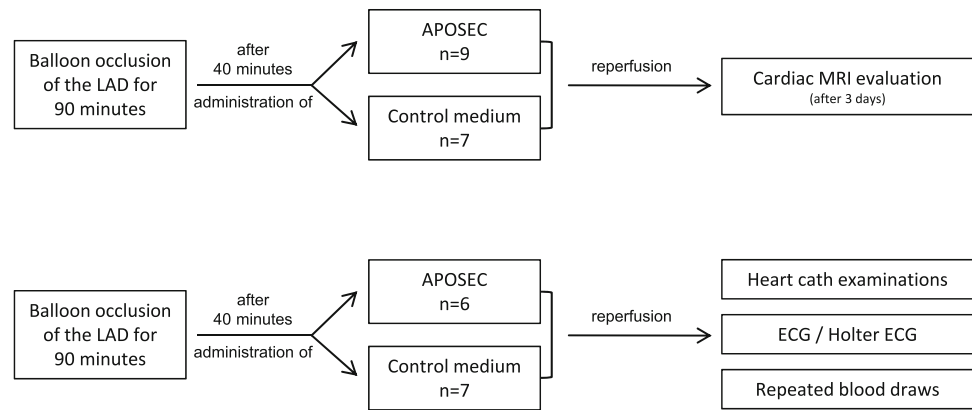 Balloon occlusion
of the LAD for
90 minutes
after
40 minutes
administration of
APOSEC
n=9
Control medium
n=7
reperfusion
Cardiac MRI evaluation
(after 3 days)
Balloon occlusion
of the LAD for
90 minutes
after
40 minutes
administration of
APOSEC
n=6
Control medium
n=7
reperfusion
Heart cath examinations
ECG / Holter ECG
Repeated blood draws